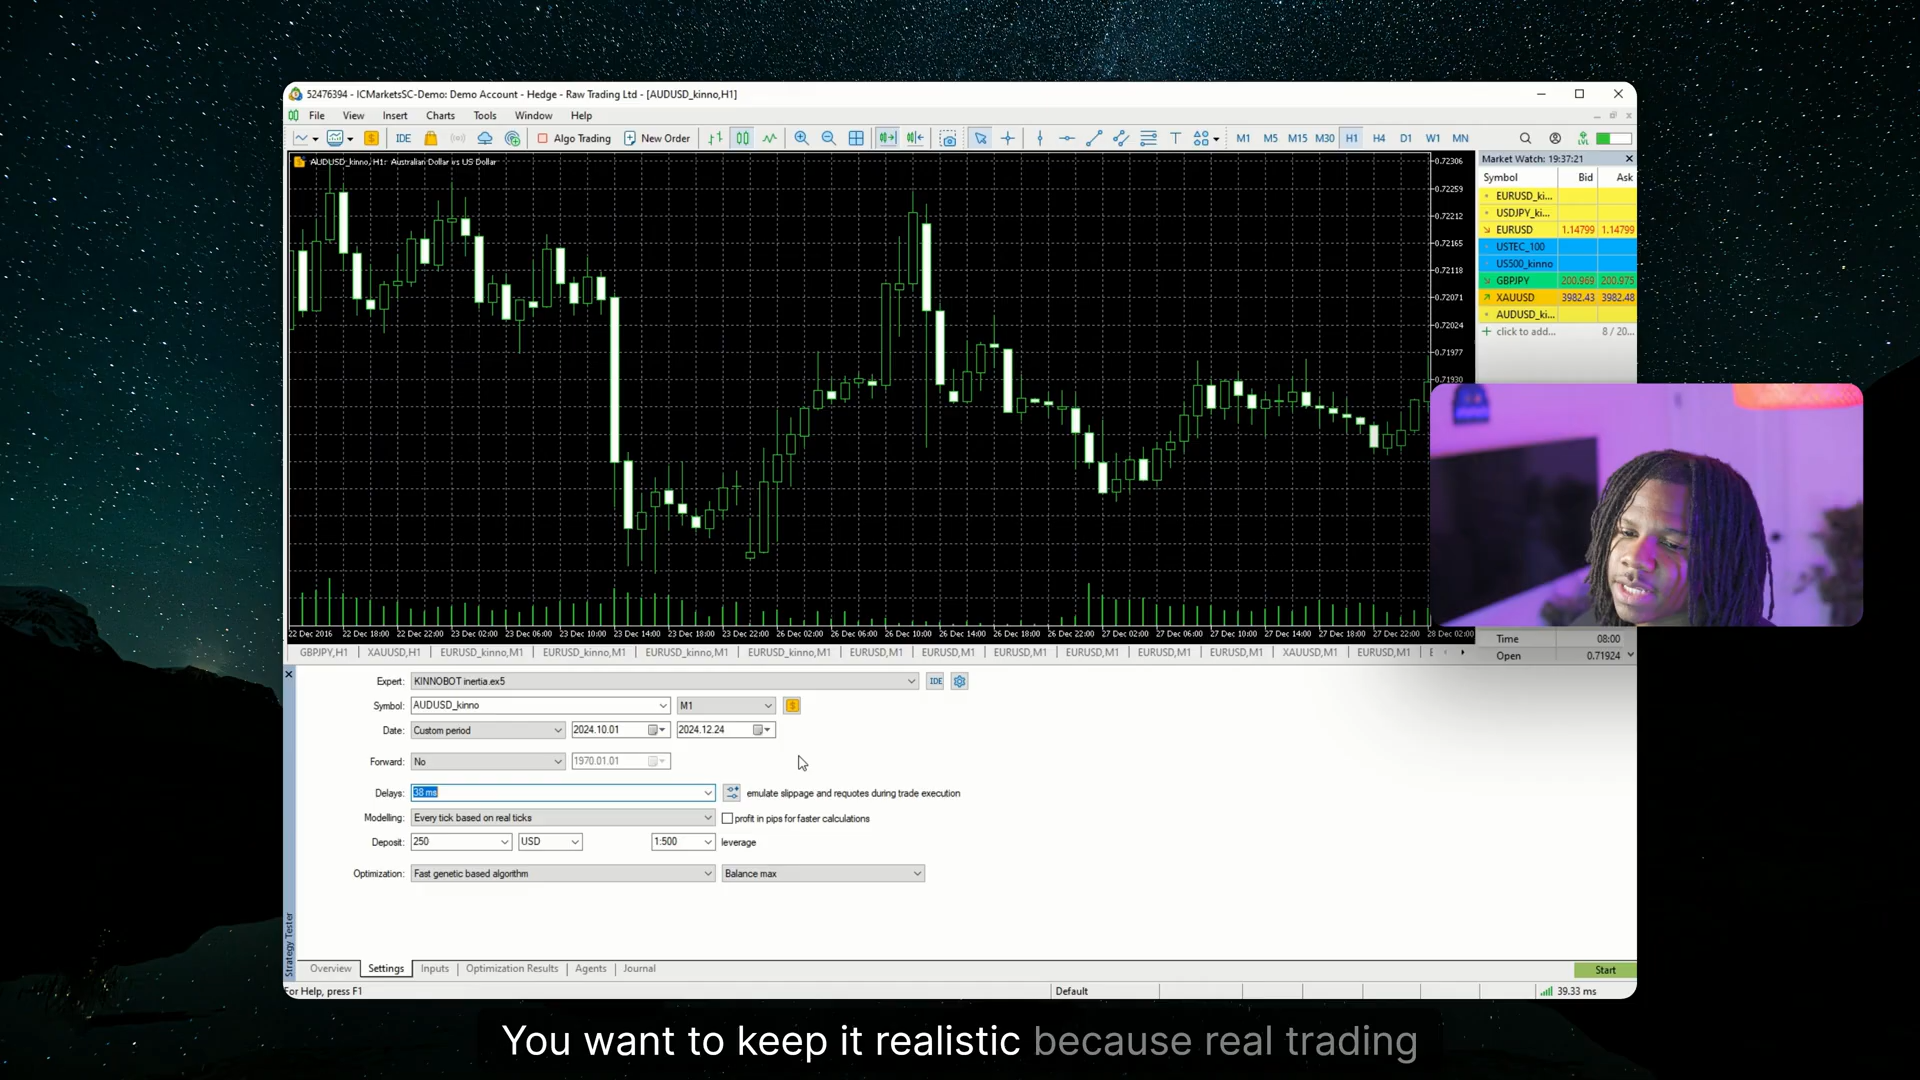 52476394 - ICMarketsSC-Demo: Demo Account - Hedge - Raw Trading Ltd - [AUDUSD_kinno,H1]
File View Insert Charts Tools Window Help
IDE Algo Trading New Order M1 M5 M15 M30 H1 H4 D1 W1 MN
AUDUSD_kinno, H1: Australian Dollar vs US Dollar
0.72306
0.72259
0.72212
0.72165
0.72118
0.72071
0.72024
0.71977
0.71930
Market Watch: 19:37:21
Symbol Bid Ask
EURUSD_ki...
USDJPY_ki...
EURUSD 1.14799 1.14799
USTEC_100
US500_kinno
GBPJPY 200.969 200.975
XAUUSD 3982.43 3982.48
AUDUSD_ki...
click to add... 8 / 20...
Time 08:00
Open 0.71924
22 Dec 2016 22 Dec 18:00 22 Dec 22:00 23 Dec 02:00 23 Dec 06:00 23 Dec 10:00 23 Dec 14:00 23 Dec 18:00 23 Dec 22:00 26 Dec 02:00 26 Dec 06:00 26 Dec 10:00 26 Dec 14:00 26 Dec 18:00 26 Dec 22:00 27 Dec 02:00 27 Dec 06:00 27 Dec 10:00 27 Dec 14:00 27 Dec 18:00 27 Dec 22:00 28 Dec 02:00
GBPJPY,H1 XAUUSD,H1 EURUSD_kinno,M1 EURUSD_kinno,M1 EURUSD_kinno,M1 EURUSD_kinno,M1 EURUSD,M1 EURUSD,M1 EURUSD,M1 EURUSD,M1 EURUSD,M1 EURUSD,M1 XAUUSD,M1 EURUSD,M1 E
Expert: KINNOBOT inertia.ex5 IDE
Symbol: AUDUSD_kinno M1
Date: Custom period 2024.10.01 2024.12.24
Forward: No 1970.01.01
Delays: 38 ms emulate slippage and requotes during trade execution
Modelling: Every tick based on real ticks profit in pips for faster calculations
Deposit: 250 USD 1:500 leverage
Optimization: Fast genetic based algorithm Balance max
Strategy Tester
Overview Settings Inputs Optimization Results Agents Journal Start
For Help, press F1 Default 39.33 ms
You want to keep it realistic because real trading